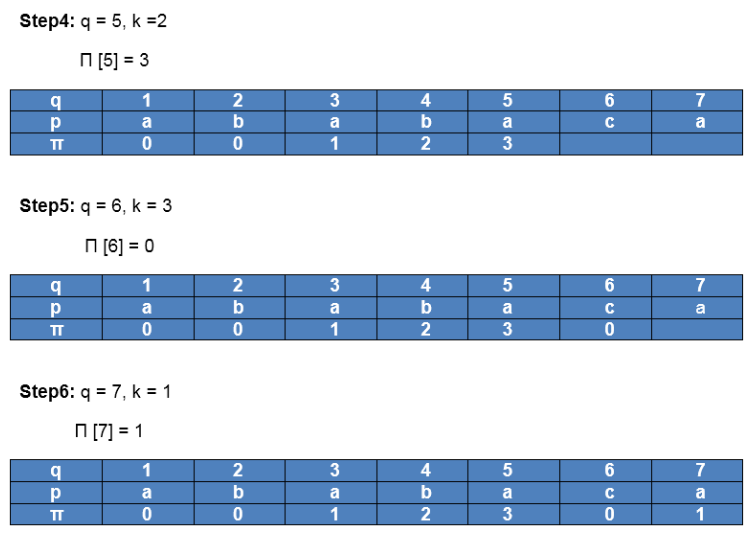 Step4: q = 5, k =2
Π [5] = 3
q 1 2 3 4 5 6 7
p a b a b a c a
π 0 0 1 2 3
Step5: q = 6, k = 3
Π [6] = 0
q 1 2 3 4 5 6 7
p a b a b a c a
π 0 0 1 2 3 0
Step6: q = 7, k = 1
Π [7] = 1
q 1 2 3 4 5 6 7
p a b a b a c a
π 0 0 1 2 3 0 1